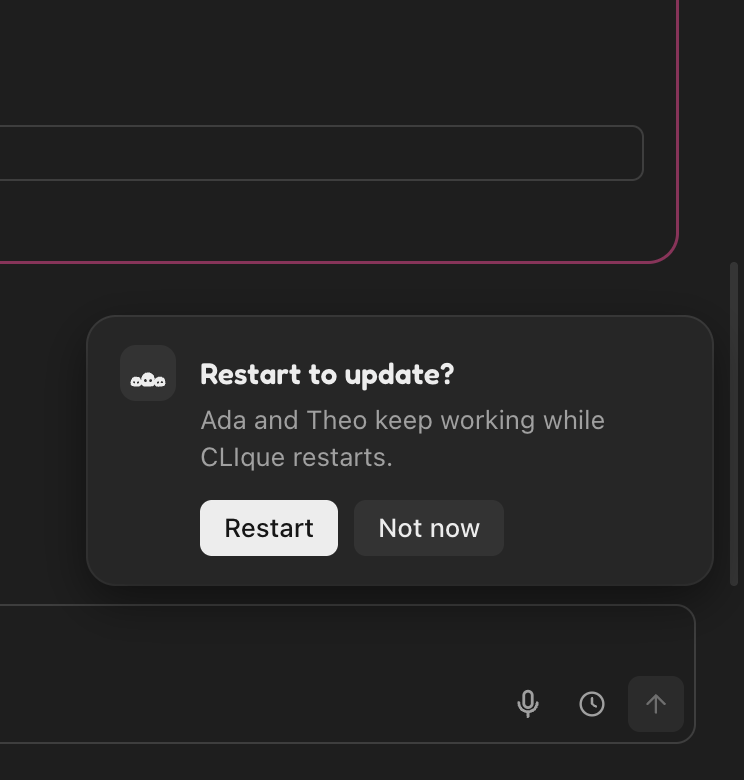 Restart to update?
Ada and Theo keep working while
CLIque restarts.
Restart
Not now